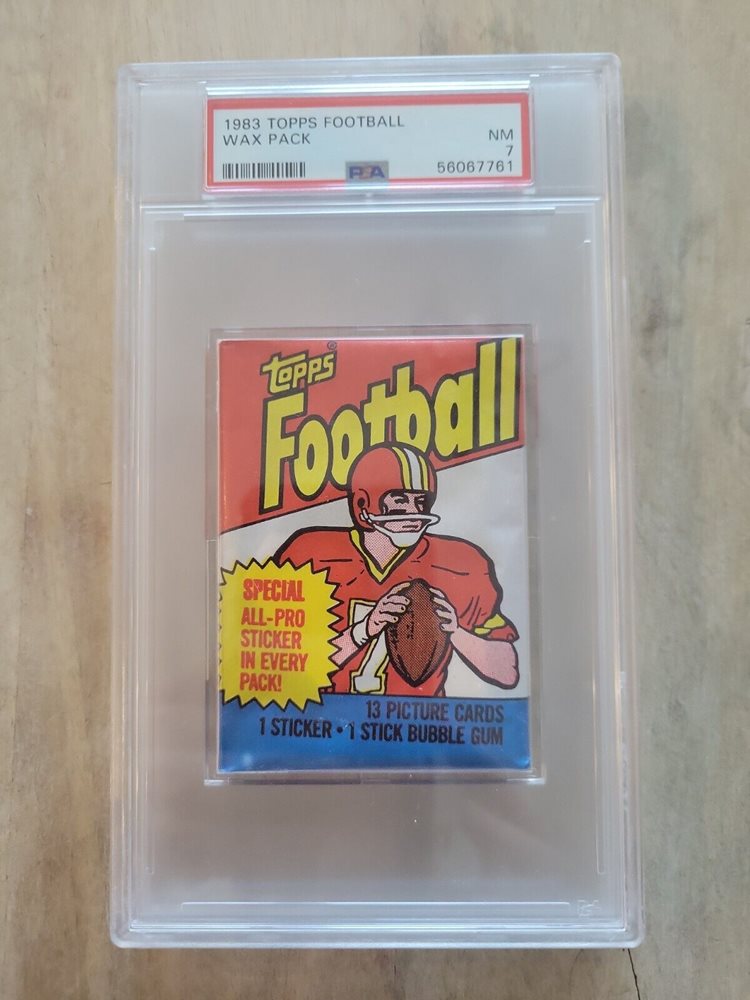 1983 TOPPS FOOTBALL
WAX PACK
NM
7
PSA
56067761
topps®
Football
SPECIAL
ALL-PRO
STICKER
IN EVERY
PACK!
7
13 PICTURE CARDS
1 STICKER • 1 STICK BUBBLE GUM